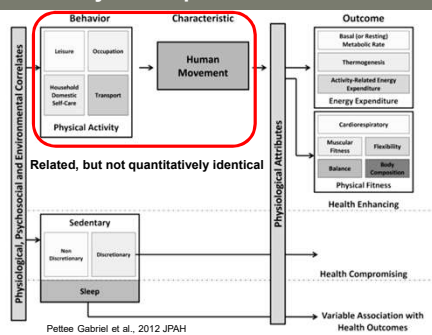 Behavior
Characteristic
Outcome
Physiological, Psychosocial and Environmental Correlates
Leisure
Occupation
Household
Domestic
Self-Care
Transport
Physical Activity
Human
Movement
Related, but not quantitatively identical
Physiological Attributes
Basal (or Resting)
Metabolic Rate
Thermogenesis
Activity-Related Energy
Expenditure
Energy Expenditure
Cardiorespiratory
Muscular
Fitness
Flexibility
Balance
Body
Composition
Physical Fitness
Health Enhancing
Sedentary
Non
Discretionary
Discretionary
Sleep
Health Compromising
Variable Association with
Health Outcomes
Pettee Gabriel et al., 2012 JPAH